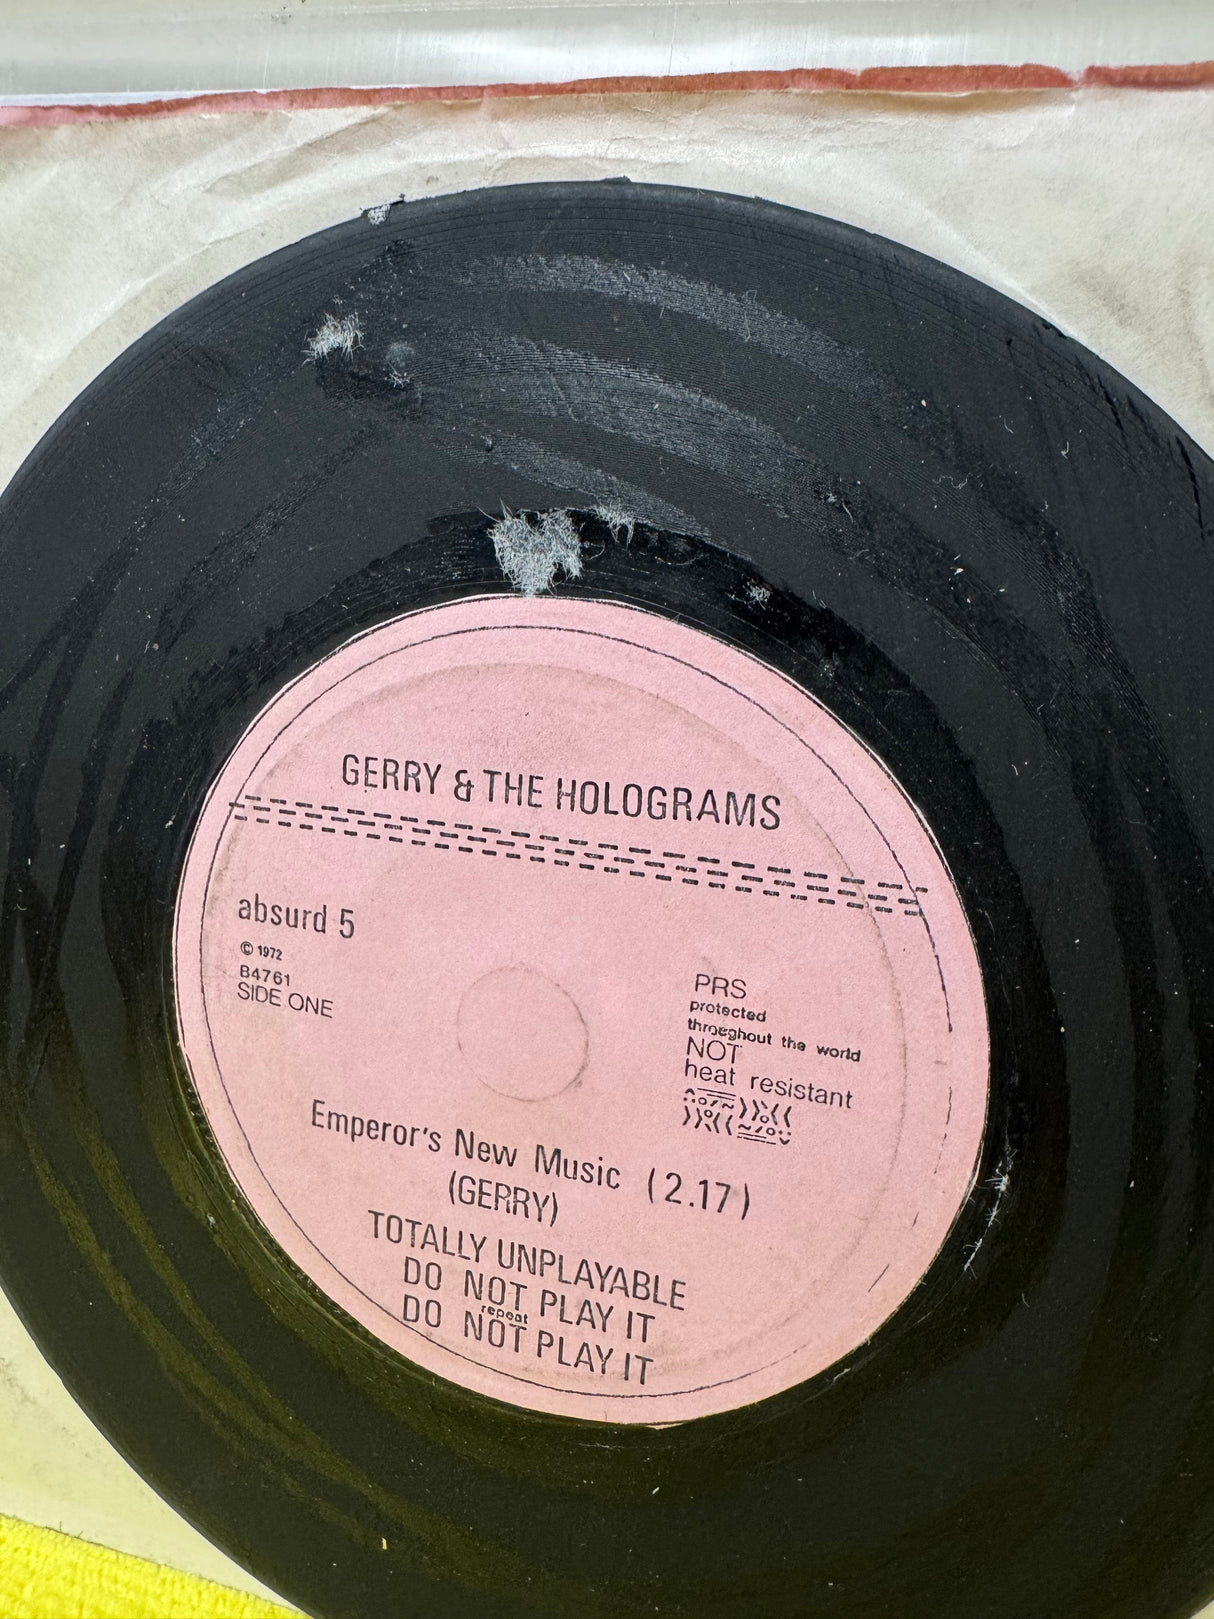 GERRY & THE HOLOGRAMS
absurd 5
© 1972
B4761
SIDE ONE
PRS
protected
throughout the world
NOT
heat resistant
Emperor's New Music (2.17)
(GERRY)
TOTALLY UNPLAYABLE
DO NOT PLAY IT
repeat
DO NOT PLAY IT